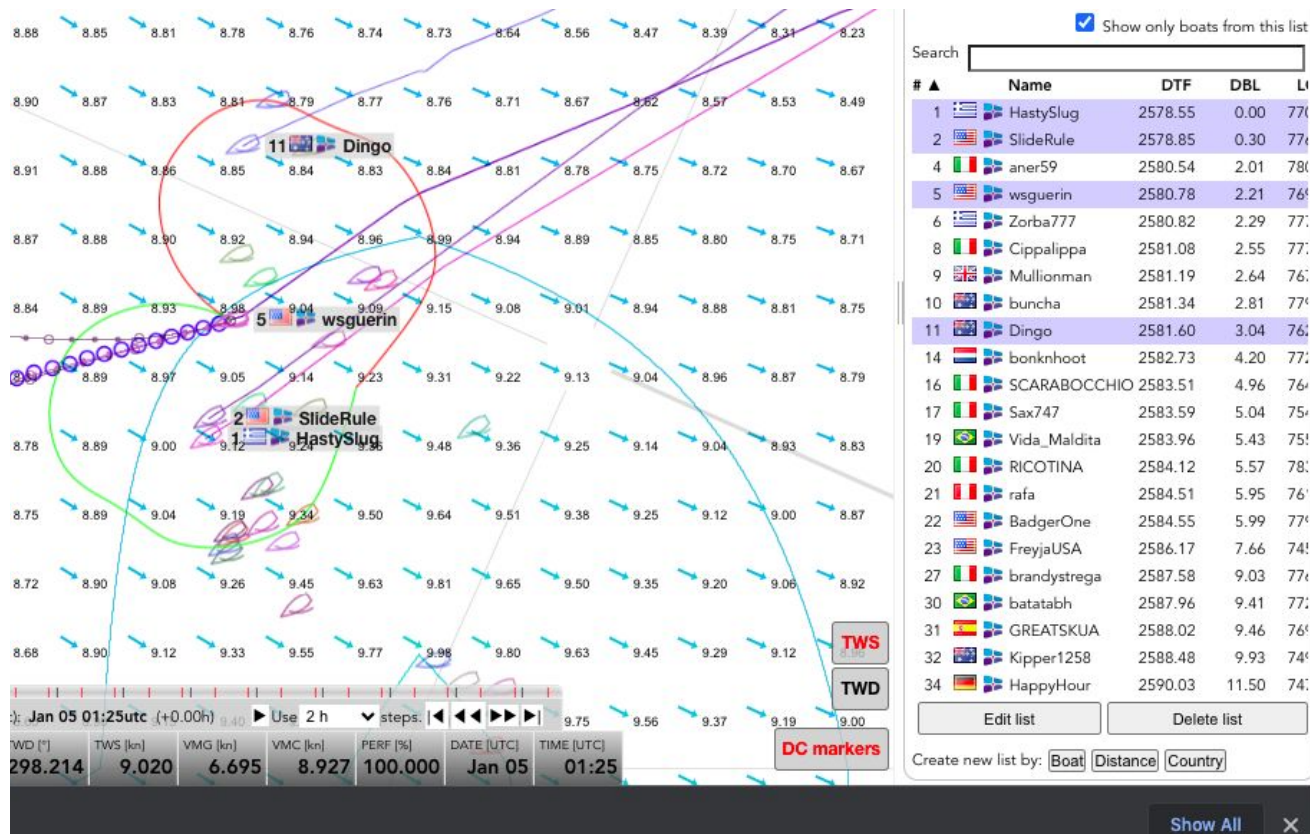 8.88 8.85 8.81 8.78 8.76 8.74 8.73 8.64 8.56 8.47 8.39 8.31 8.23
8.90 8.87 8.83 8.81 8.79 8.77 8.76 8.71 8.67 8.62 8.57 8.53 8.49
11 Dingo
8.91 8.88 8.86 8.85 8.84 8.83 8.84 8.81 8.78 8.75 8.72 8.70 8.67
8.87 8.88 8.90 8.92 8.94 8.96 8.99 8.94 8.89 8.85 8.80 8.75 8.71
8.84 8.89 8.93 8.98 9.04 9.09 9.15 9.08 9.01 8.94 8.88 8.81 8.75
5 wsguerin
8.89 8.97 9.05 9.14 9.23 9.31 9.22 9.13 9.04 8.96 8.87 8.79
2 SlideRule
1 HastySlug
8.78 8.89 9.00 9.12 9.24 9.36 9.48 9.36 9.25 9.14 9.04 8.93 8.83
8.75 8.89 9.04 9.19 9.34 9.50 9.64 9.51 9.38 9.25 9.12 9.00 8.87
8.72 8.90 9.08 9.26 9.45 9.63 9.81 9.65 9.50 9.35 9.20 9.06 8.92
8.68 8.90 9.12 9.33 9.55 9.77 9.98 9.80 9.63 9.45 9.29 9.12
TWS
TWD
): Jan 05 01:25utc (+0.00h) 9.40 Use 2 h steps. 9.75 9.56 9.37 9.19 9.00
DC markers
TWD [°] TWS [kn] VMG [kn] VMC [kn] PERF [%] DATE [UTC] TIME [UTC]
298.214 9.020 6.695 8.927 100.000 Jan 05 01:25
Show only boats from this list
Search
# ▲ Name DTF DBL
1 HastySlug 2578.55 0.00
2 SlideRule 2578.85 0.30
4 aner59 2580.54 2.01
5 wsguerin 2580.78 2.21
6 Zorba777 2580.82 2.29
8 Cippalippa 2581.08 2.55
9 Mullionman 2581.19 2.64
10 buncha 2581.34 2.81
11 Dingo 2581.60 3.04
14 bonknhoot 2582.73 4.20
16 SCARABOCCHIO 2583.51 4.96
17 Sax747 2583.59 5.04
19 Vida_Maldita 2583.96 5.43
20 RICOTINA 2584.12 5.57
21 rafa 2584.51 5.95
22 BadgerOne 2584.55 5.99
23 FreyjaUSA 2586.17 7.66
27 brandystrega 2587.58 9.03
30 batatabh 2587.96 9.41
31 GREATSKUA 2588.02 9.46
32 Kipper1258 2588.48 9.93
34 HappyHour 2590.03 11.50
Edit list Delete list
Create new list by: Boat Distance Country
Show All ×